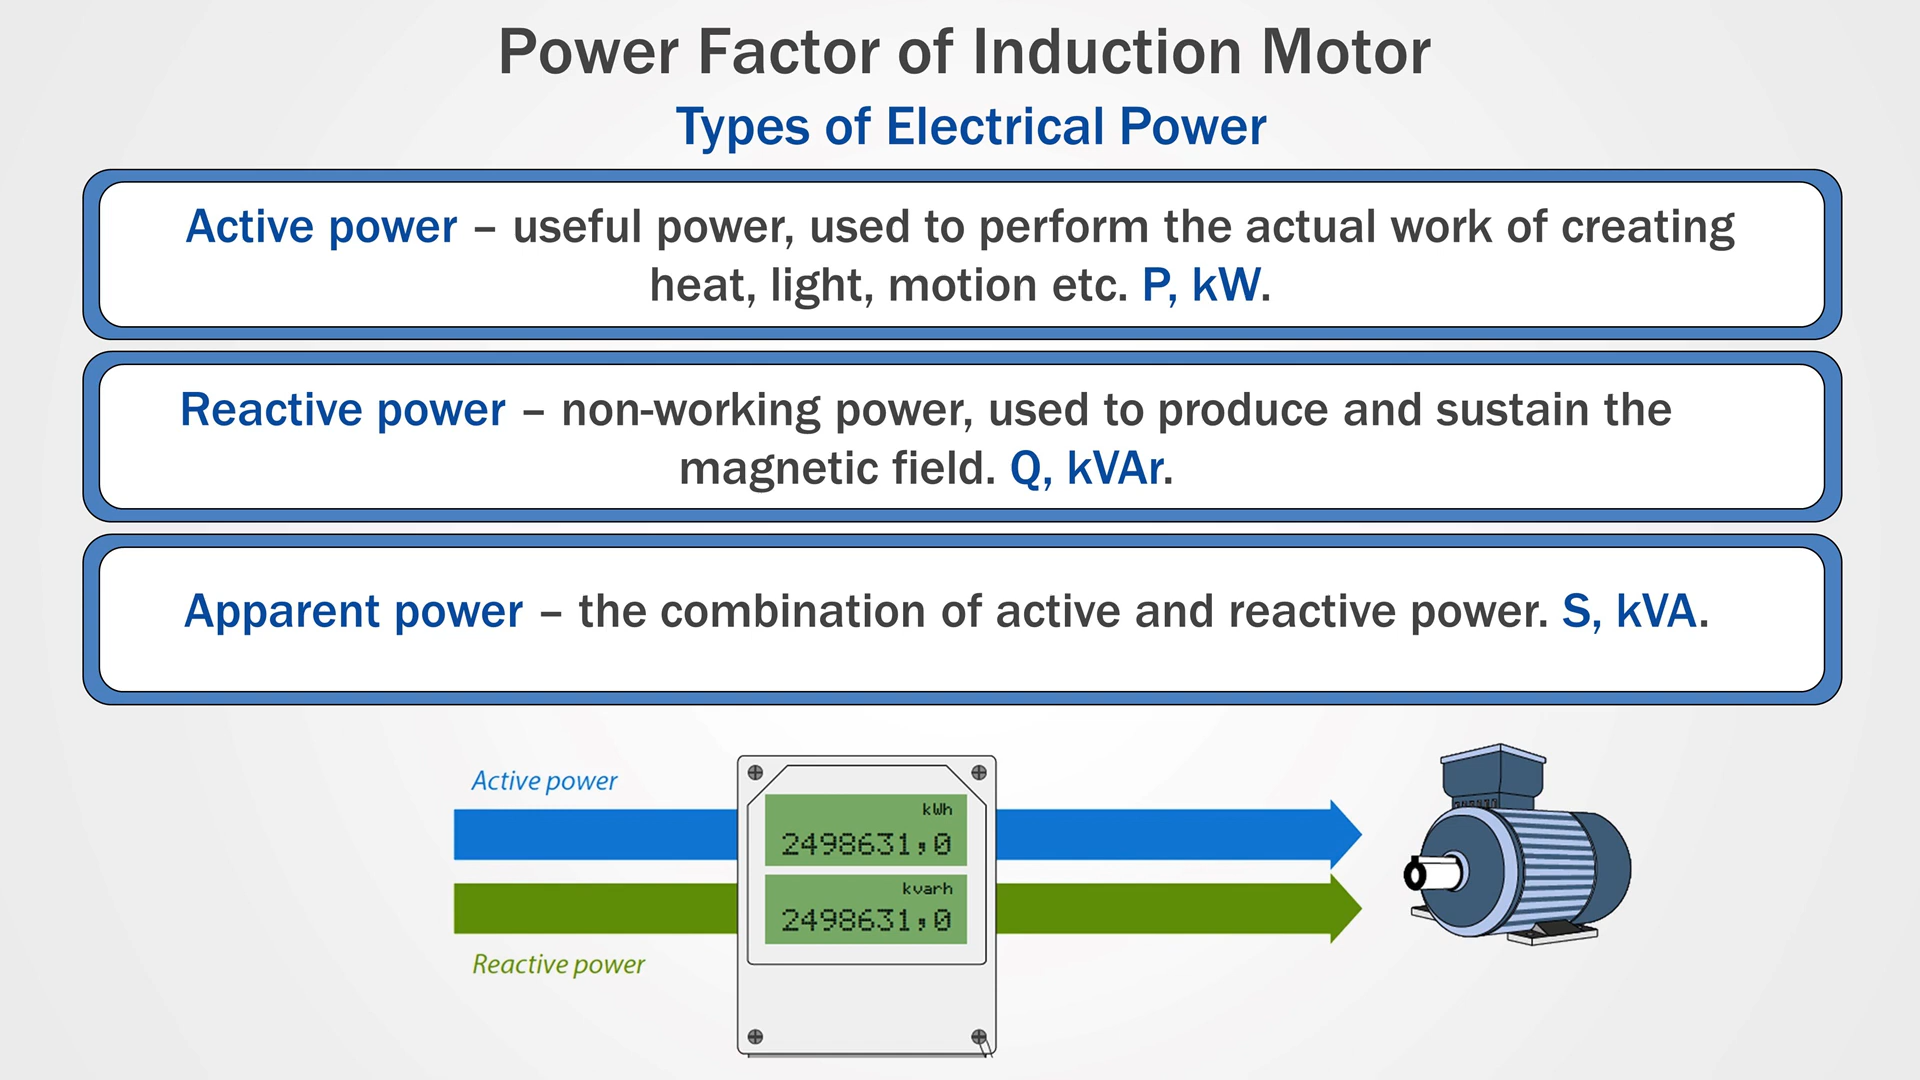 Power Factor of Induction Motor
Types of Electrical Power
Active power – useful power, used to perform the actual work of creating
heat, light, motion etc. P, kW.
Reactive power – non-working power, used to produce and sustain the
magnetic field. Q, kVAr.
Apparent power – the combination of active and reactive power. S, kVA.
Active power
kWh
2498631,0
kvarh
2498631,0
Reactive power